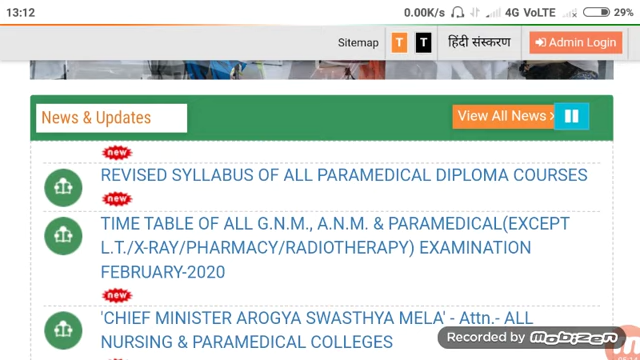 13:12 0.00K/s 4G VoLTE 29%
Sitemap T T हिंदी संस्करण Admin Login
News & Updates View All News
new
REVISED SYLLABUS OF ALL PARAMEDICAL DIPLOMA COURSES
new
TIME TABLE OF ALL G.N.M., A.N.M. & PARAMEDICAL(EXCEPT
L.T./X-RAY/PHARMACY/RADIOTHERAPY) EXAMINATION
FEBRUARY-2020
new
'CHIEF MINISTER AROGYA SWASTHYA MELA' - Attn.- ALL
NURSING & PARAMEDICAL COLLEGES
Recorded by Mobizen